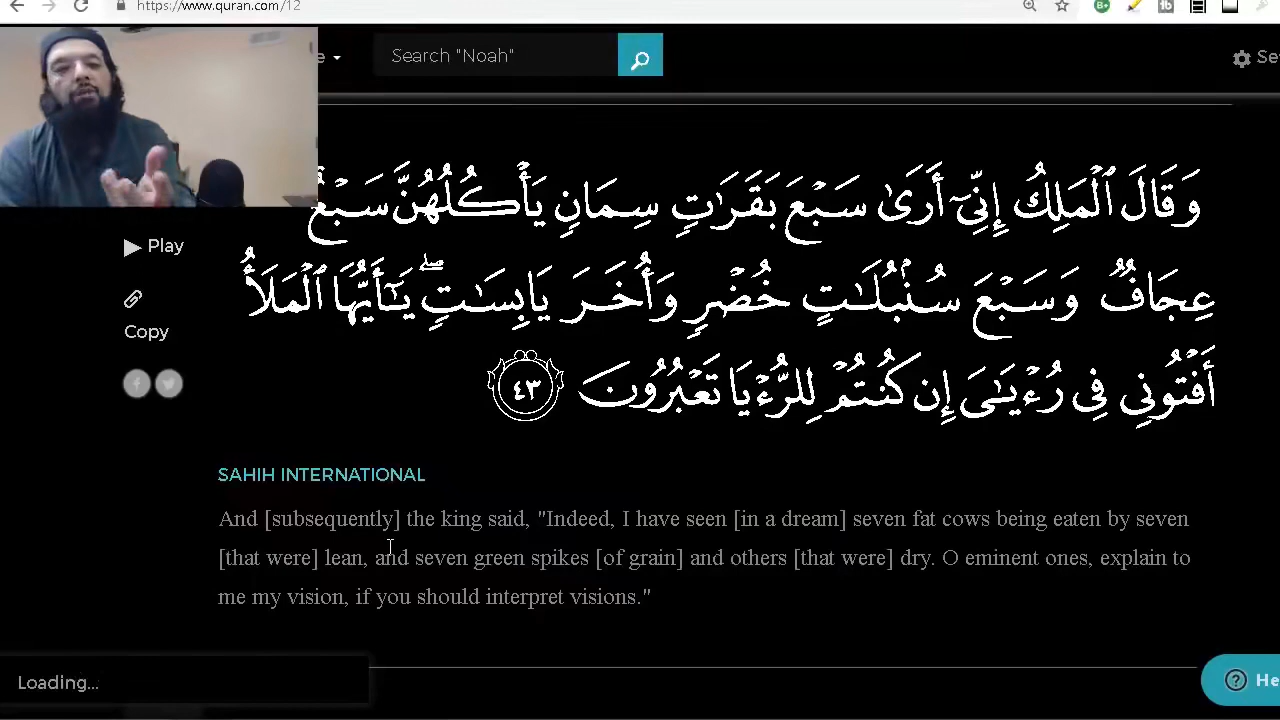 https://www.quran.com/12
Search "Noah"
وَقَالَ ٱلْمَلِكُ إِنِّىٓ أَرَىٰ سَبْعَ بَقَرَٰتٍ سِمَانٍ يَأْكُلُهُنَّ سَبْعٌ
عِجَافٌ وَسَبْعَ سُنۢبُلَـٰتٍ خُضْرٍ وَأُخَرَ يَابِسَـٰتٍ ۖ يَـٰٓأَيُّهَا ٱلْمَلَأُ
أَفْتُونِى فِى رُءْيَـٰىَ إِن كُنتُمْ لِلرُّءْيَا تَعْبُرُونَ ٤٣
Play
Copy
SAHIH INTERNATIONAL
And [subsequently] the king said, "Indeed, I have seen [in a dream] seven fat cows being eaten by seven
[that were] lean, and seven green spikes [of grain] and others [that were] dry. O eminent ones, explain to
me my vision, if you should interpret visions."
Loading...